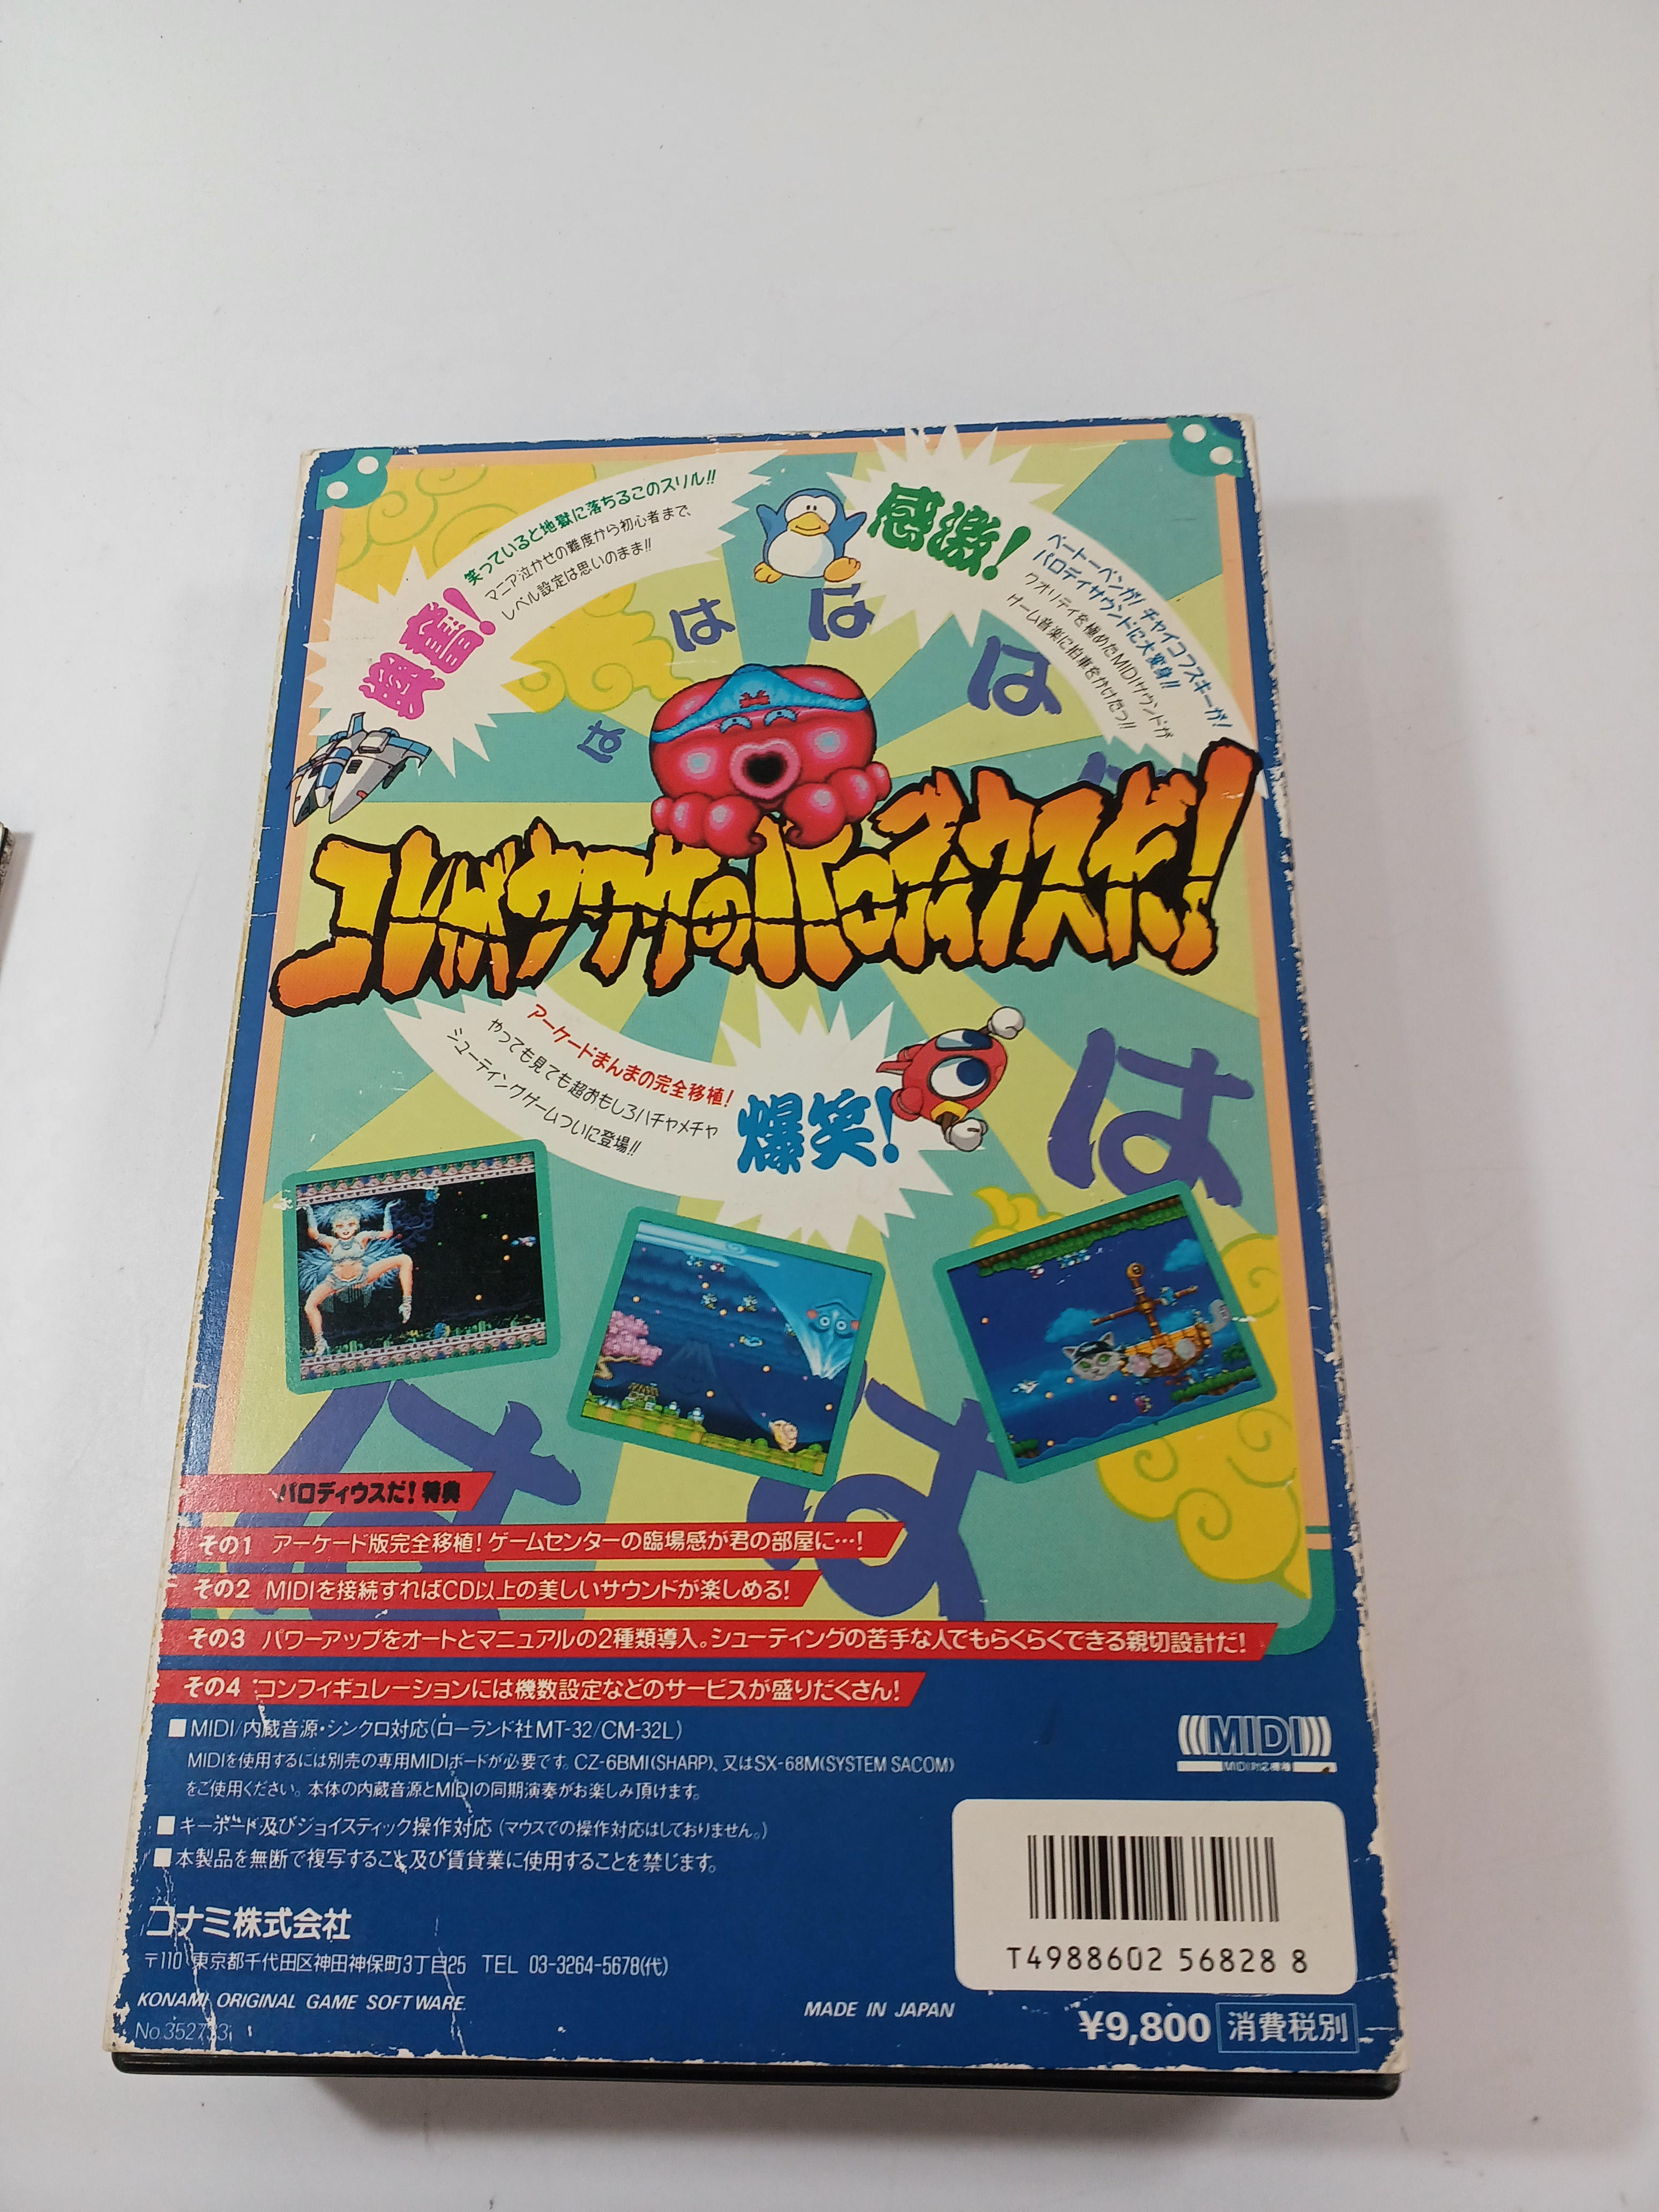 興奮!
笑っていると地獄に落ちるこのスリル!!
マニア泣かせの難度から初心者まで、
レベル設定は思いのまま!!
感激!
ベートーベンが! チャイコフスキーが!
パロディサウンドに大変身!!
クオリティを極めたMIDIサウンドが
ゲーム音楽に拍車をかけたっ!!
は
は
は
は
コレがウワサのパロディウスだ!
アーケードまんまの完全移植!
やっても見ても超おもしろハチャメチャ
シューティングゲームついに登場!!
爆笑!
は
は
は
パロディウスだ! 特典
その1 アーケード版完全移植! ゲームセンターの臨場感が君の部屋に…!
その2 MIDIを接続すればCD以上の美しいサウンドが楽しめる!
その3 パワーアップをオートとマニュアルの2種類導入。シューティングの苦手な人でもらくらくできる親切設計だ!
その4 コンフィギュレーションには機数設定などのサービスが盛りだくさん!
■MIDI/内蔵音源・シンクロ対応(ローランド社MT-32/CM-32L)
MIDIを使用するには別売の専用MIDIボードが必要です。CZ-6BMI(SHARP)、又はSX-68M(SYSTEM SACOM)
をご使用ください。本体の内蔵音源とMIDIの同期演奏がお楽しみ頂けます。
■キーボード及びジョイスティック操作対応(マウスでの操作対応はしておりません。)
■本製品を無断で複写すること及び賃貸業に使用することを禁じます。
MIDI
MIDI対応機種
コナミ株式会社
〒110 東京都千代田区神田神保町3丁目25 TEL 03-3264-5678(代)
KONAMI ORIGINAL GAME SOFTWARE.
No.352733
MADE IN JAPAN
T4988602 56828 8
¥9,800 消費税別